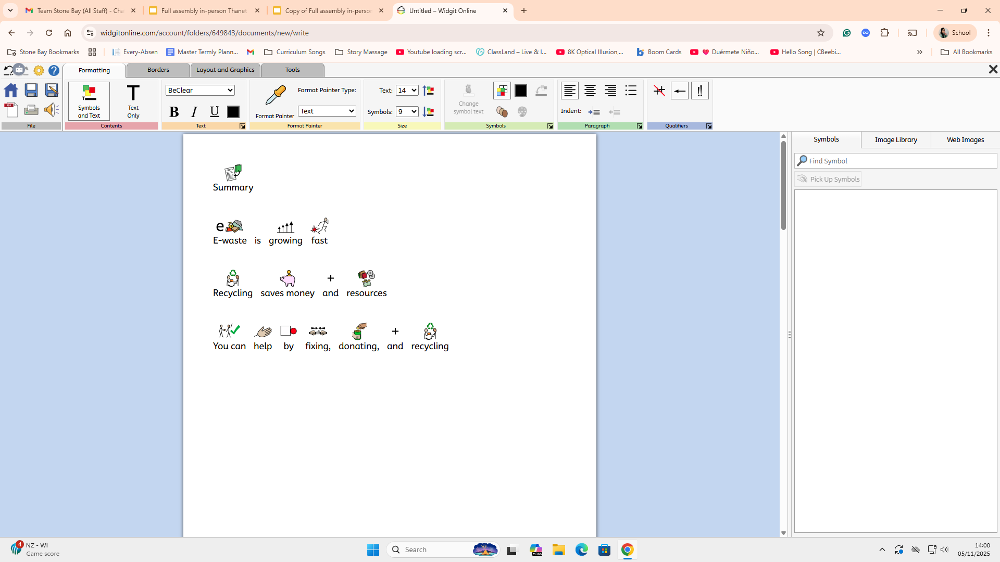 Team Stone Bay (All Staff) - Cha
Full assembly in-person Thanet
Copy of Full assembly in-person
Untitled – Widgit Online
widgitonline.com/account/folders/649843/documents/new/write
School
Stone Bay Bookmarks
Every-Absen
Master Termly Plann...
Curriculum Songs
Story Massage
Youtube loading scr...
ClassLand – Live & I...
8K Optical Illusion,...
Boom Cards
Duérmete Niño...
Hello Song | CBeebi...
All Bookmarks
Formatting
Borders
Layout and Graphics
Tools
Symbols and Text
T
Text Only
BeClear
B I U
Format Painter
Format Painter Type:
Text
Text: 14
Symbols: 9
Change symbol text
Indent:
PDF
File
Contents
Text
Format Painter
Size
Symbols
Paragraph
Qualifiers
Symbols
Image Library
Web Images
Find Symbol
Pick Up Symbols
Summary
e
E-waste is growing fast
+
Recycling saves money and resources
+
You can help by fixing, donating, and recycling
4
NZ - WI
Game score
Search
M365
14:00
05/11/2025